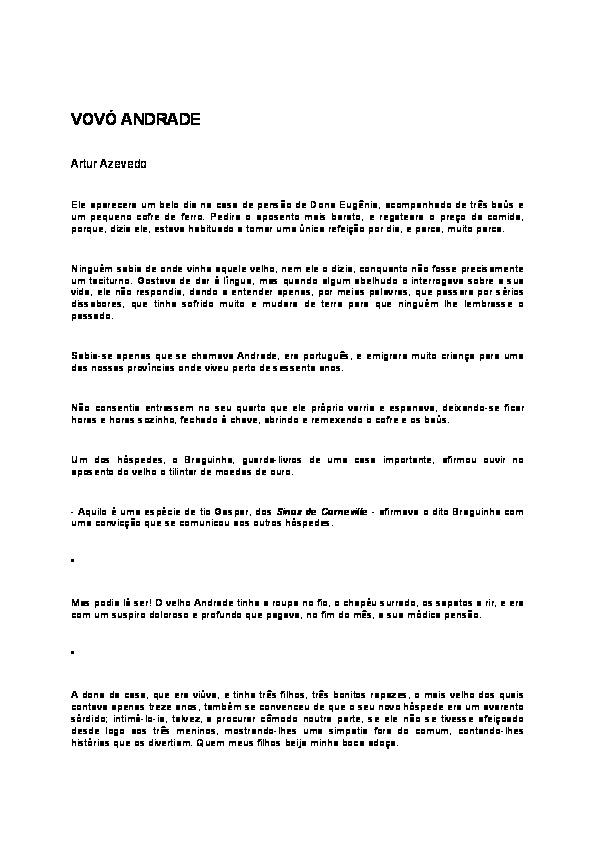 VOVÓ ANDRADE
Artur Azevedo
Ele aparecera um belo dia na casa de pensão de Dona Eugênia, acompanhado de três baús e
um pequeno cofre de ferro. Pedira o aposento mais barato, e regateara o preço da comida,
porque, dizia ele, estava habituado a tomar uma única refeição por dia, e parca, muito parca.
Ninguém sabia de onde vinha aquele velho, nem ele o dizia, conquanto não fosse precisamente
um taciturno. Gostava de dar à língua, mas quando algum abelhudo o interrogava sobre a sua
vida, ele não respondia, dando a entender apenas, por meias palavras, que passara por sérios
dissabores, que tinha sofrido muito e mudara de terra para que ninguém lhe lembrasse o
passado.
Sabia-se apenas que se chamava Andrade, era português, e emigrara muito criança para uma
das nossas províncias onde viveu perto de sessenta anos.
Não consentia entrassem no seu quarto que ele próprio varria e espanava, deixando-se ficar
horas e horas sozinho, fechado à chave, abrindo e remexendo o cofre e os baús.
Um dos hóspedes, o Braguinha, guarda-livros de uma casa importante, afirmou ouvir no
aposento do velho o tilintar de moedas de ouro.
- Aquilo é uma espécie de tio Gaspar, dos Sinos de Corneville - afirmava o dito Braguinha com
uma convicção que se comunicou aos outros hóspedes.
*
Mas podia lá ser! O velho Andrade tinha a roupa no fio, o chapéu surrado, os sapatos a rir, e era
com um suspiro doloroso e profundo que pagava, no fim do mês, a sua módica pensão.
*
A dona da casa, que era viúva, e tinha três filhos, três bonitos rapazes, o mais velho dos quais
contava apenas treze anos, também se convenceu de que o seu novo hóspede era um avarento
sórdido; intimá-lo-ia, talvez, a procurar cômodo noutra parte, se ele não se tivesse afeiçoado
desde logo aos três meninos, mostrando-lhes uma simpatia fora do comum, contando-lhes
histórias que os divertiam. Quem meus filhos beija minha boca adoça.